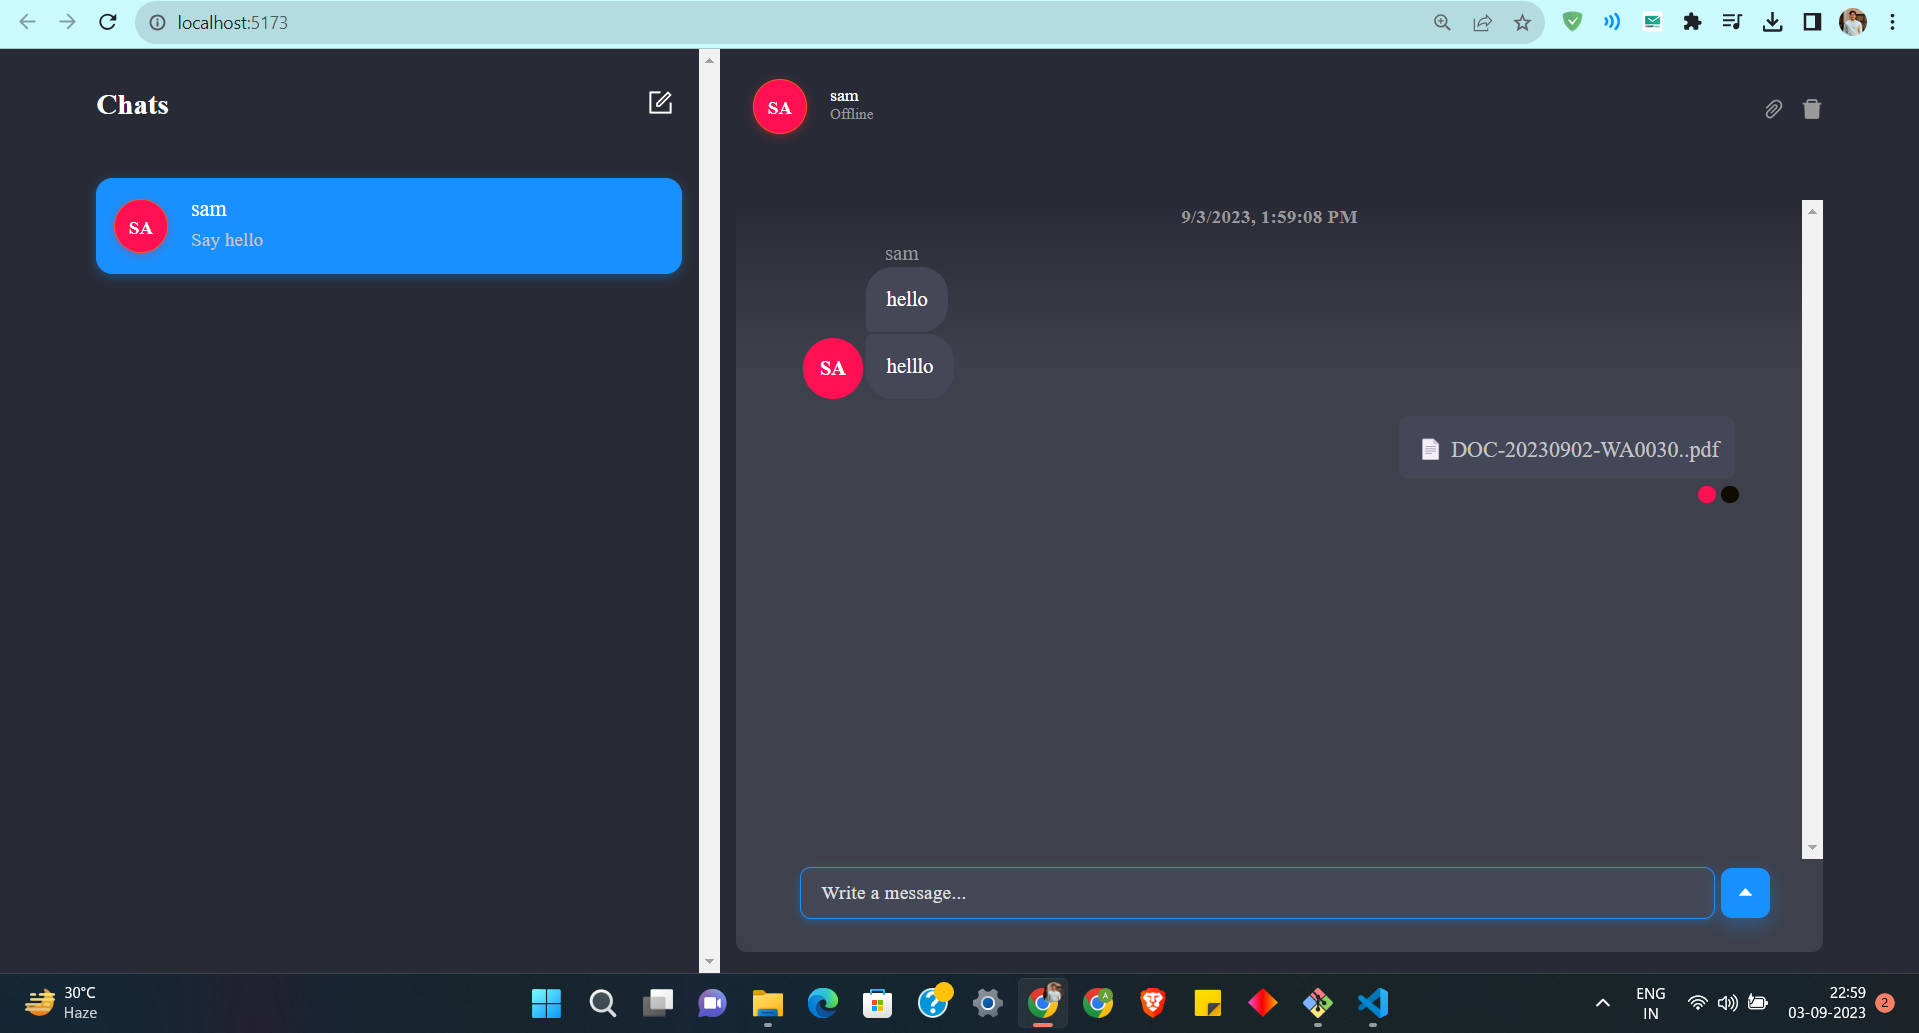 localhost:5173
Chats
SA
sam
Say hello
SA
sam
Offline
9/3/2023, 1:59:08 PM
sam
hello
SA
helllo
DOC-20230902-WA0030..pdf
Write a message...
30°C
Haze
A
ENG
IN
22:59
03-09-2023
2